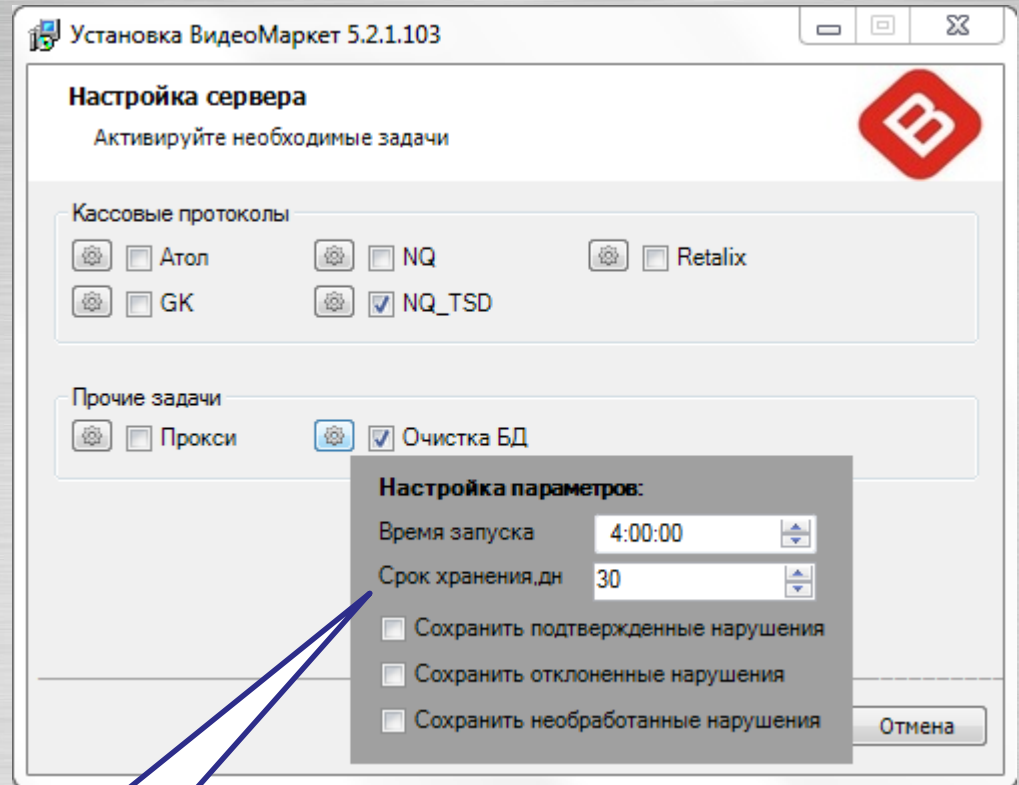 Установка ВидеоМаркет 5.2.1.103
Настройка сервера
Активируйте необходимые задачи
Кассовые протоколы
Атол NQ Retalix
GK NQ_TSD
Прочие задачи
Прокси Очистка БД
Настройка параметров:
Время запуска 4:00:00
Срок хранения,дн 30
Сохранить подтвержденные нарушения
Сохранить отклоненные нарушения
Сохранить необработанные нарушения
Отмена